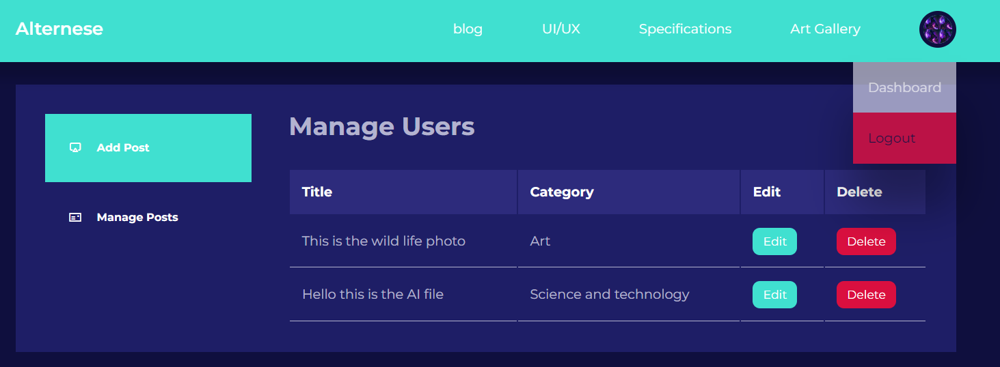 Alternese
blog UI/UX Specifications Art Gallery
Dashboard
Logout
Add Post
Manage Posts
Manage Users
Title Category Edit Delete
This is the wild life photo Art Edit Delete
Hello this is the AI file Science and technology Edit Delete